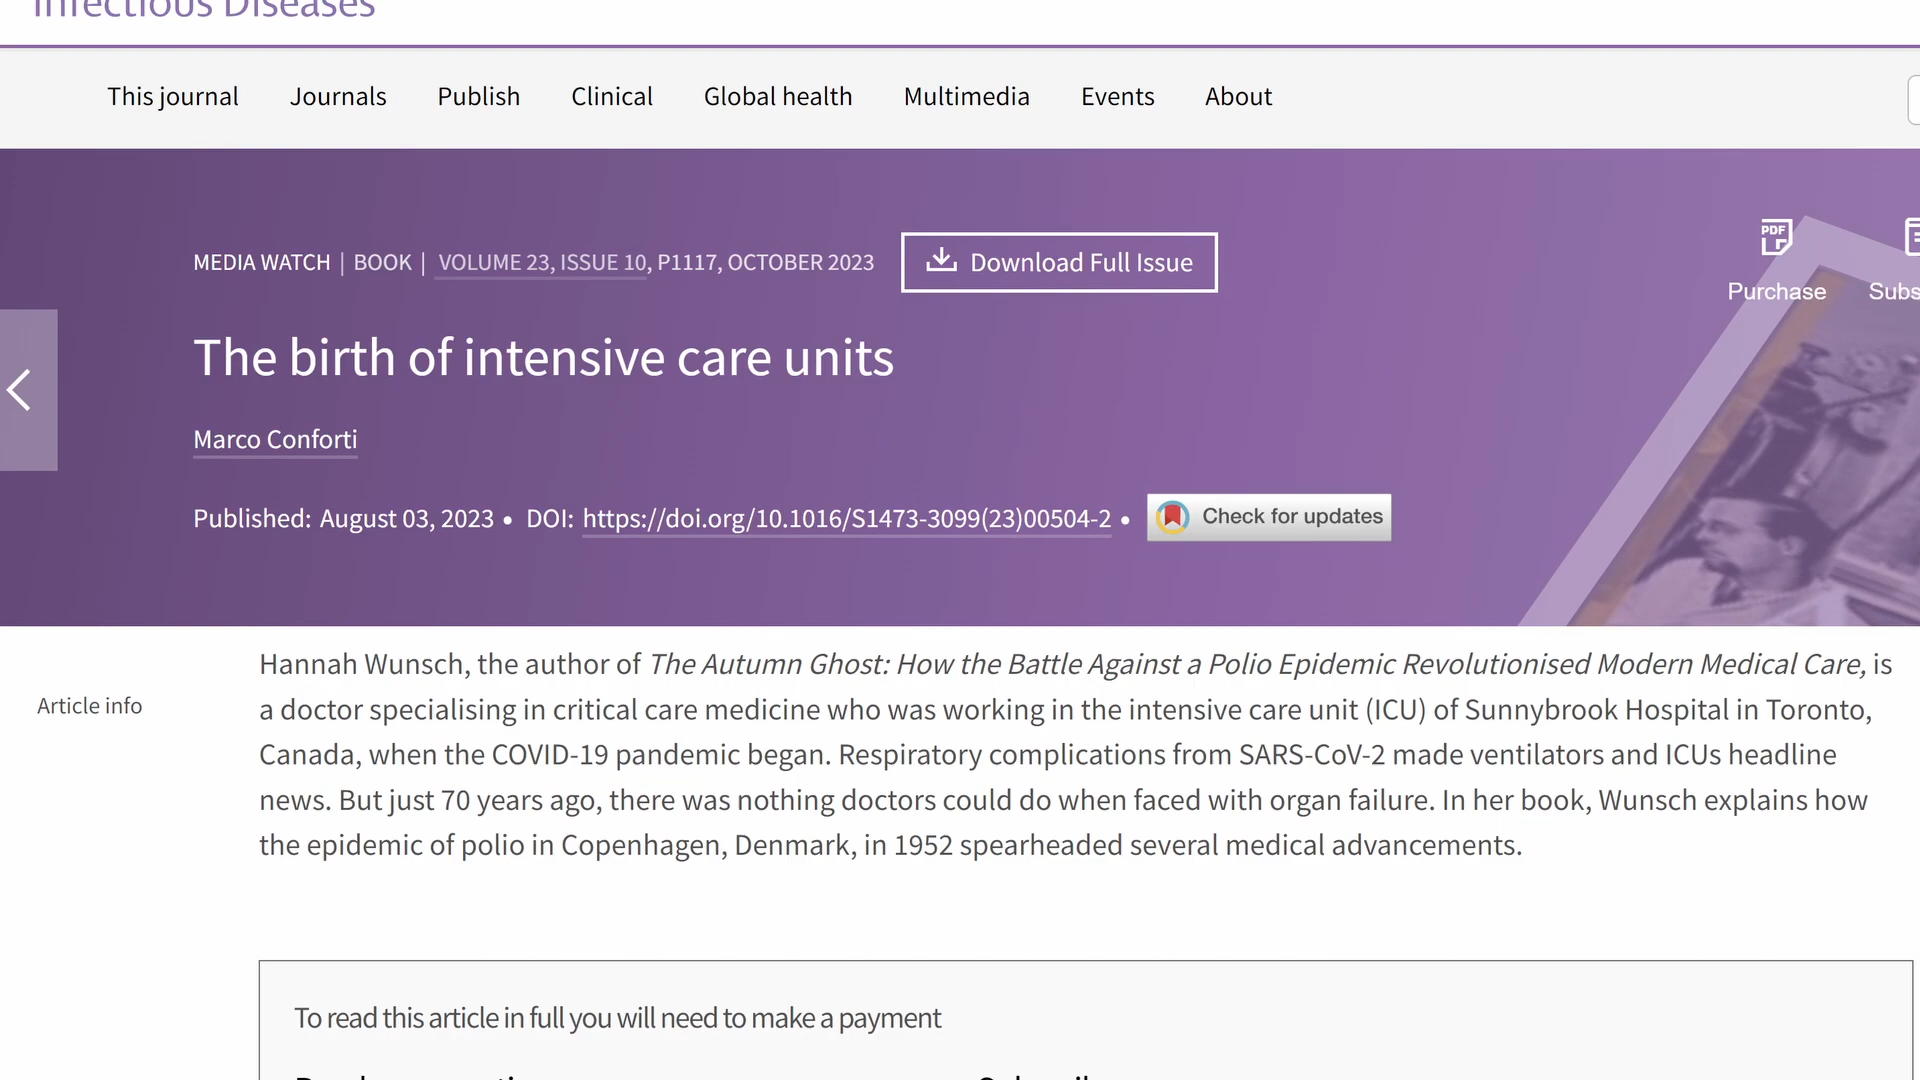 Infectious Diseases
This journal Journals Publish Clinical Global health Multimedia Events About
MEDIA WATCH | BOOK | VOLUME 23, ISSUE 10, P1117, OCTOBER 2023 Download Full Issue
PDF
Purchase Subs
The birth of intensive care units
Marco Conforti
Published: August 03, 2023 • DOI: https://doi.org/10.1016/S1473-3099(23)00504-2 • Check for updates
Article info
Hannah Wunsch, the author of The Autumn Ghost: How the Battle Against a Polio Epidemic Revolutionised Modern Medical Care, is
a doctor specialising in critical care medicine who was working in the intensive care unit (ICU) of Sunnybrook Hospital in Toronto,
Canada, when the COVID-19 pandemic began. Respiratory complications from SARS-CoV-2 made ventilators and ICUs headline
news. But just 70 years ago, there was nothing doctors could do when faced with organ failure. In her book, Wunsch explains how
the epidemic of polio in Copenhagen, Denmark, in 1952 spearheaded several medical advancements.
To read this article in full you will need to make a payment